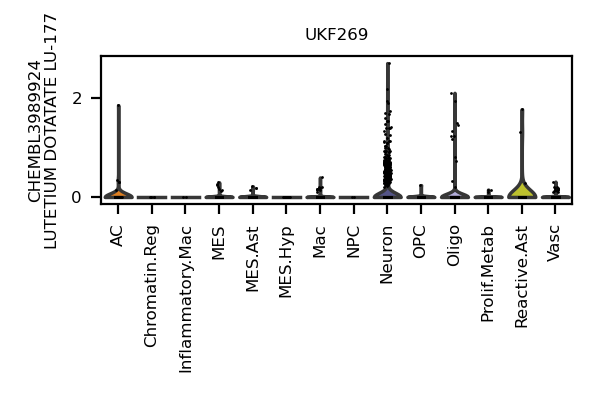 UKF269
CHEMBL3989924
LUTETIUM DOTATATE LU-177
2
0
AC
Chromatin.Reg
Inflammatory.Mac
MES
MES.Ast
MES.Hyp
Mac
NPC
Neuron
OPC
Oligo
Prolif.Metab
Reactive.Ast
Vasc